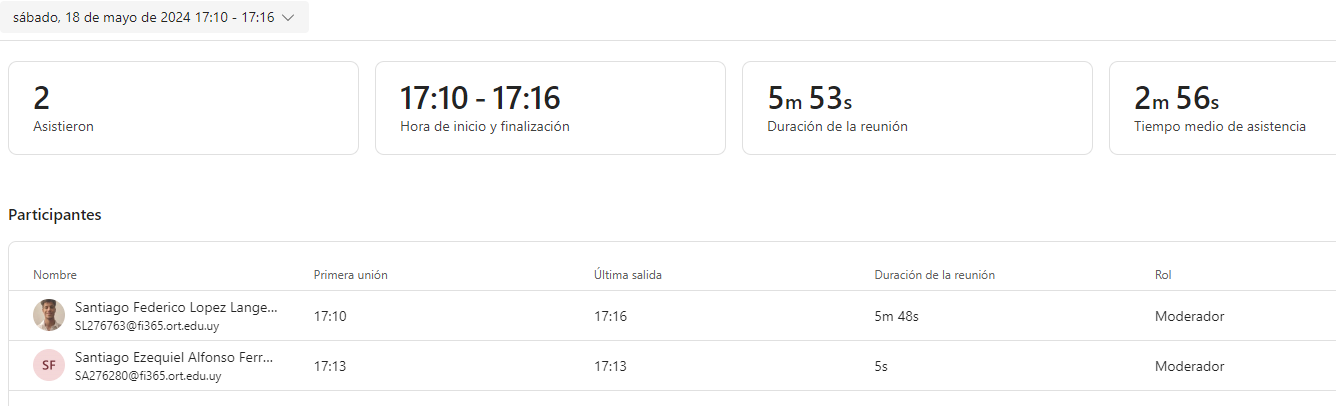 sábado, 18 de mayo de 2024 17:10 - 17:16
2
Asistieron
17:10 - 17:16
Hora de inicio y finalización
5m 53s
Duración de la reunión
2m 56s
Tiempo medio de asistencia
Participantes
Nombre Primera unión Última salida Duración de la reunión Rol
Santiago Federico Lopez Lange... 17:10 17:16 5m 48s Moderador
SL276763@fi365.ort.edu.uy
SF Santiago Ezequiel Alfonso Ferr... 17:13 17:13 5s Moderador
SA276280@fi365.ort.edu.uy